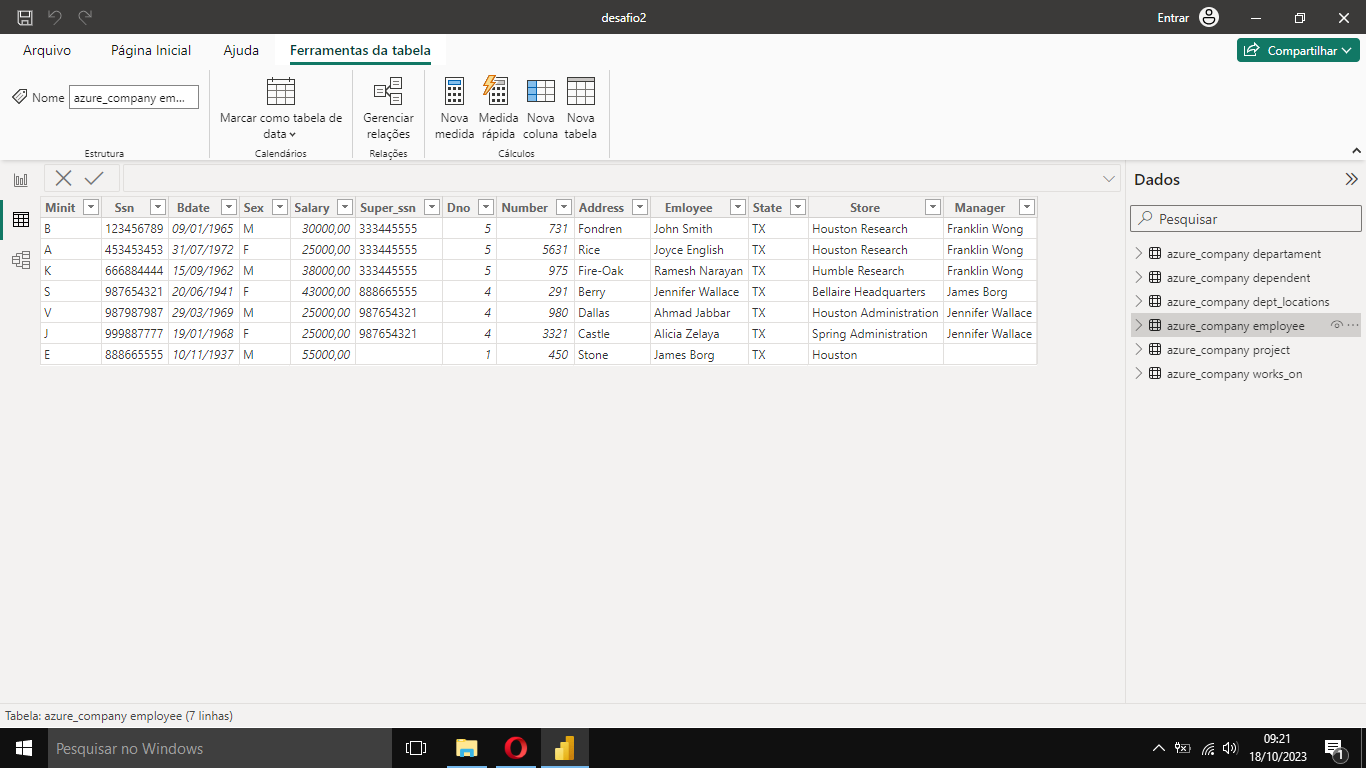 desafio2
Entrar
Arquivo Página Inicial Ajuda Ferramentas da tabela
Compartilhar
Nome azure_company em...
Marcar como tabela de data
Gerenciar relações
Nova medida
Medida rápida
Nova coluna
Nova tabela
Estrutura Calendários Relações Cálculos
Minit Ssn Bdate Sex Salary Super_ssn Dno Number Address Emloyee State Store Manager
B 123456789 09/01/1965 M 30000,00 333445555 5 731 Fondren John Smith TX Houston Research Franklin Wong
A 453453453 31/07/1972 F 25000,00 333445555 5 5631 Rice Joyce English TX Houston Research Franklin Wong
K 666884444 15/09/1962 M 38000,00 333445555 5 975 Fire-Oak Ramesh Narayan TX Humble Research Franklin Wong
S 987654321 20/06/1941 F 43000,00 888665555 4 291 Berry Jennifer Wallace TX Bellaire Headquarters James Borg
V 987987987 29/03/1969 M 25000,00 987654321 4 980 Dallas Ahmad Jabbar TX Houston Administration Jennifer Wallace
J 999887777 19/01/1968 F 25000,00 987654321 4 3321 Castle Alicia Zelaya TX Spring Administration Jennifer Wallace
E 888665555 10/11/1937 M 55000,00 1 450 Stone James Borg TX Houston
Dados
Pesquisar
azure_company departament
azure_company dependent
azure_company dept_locations
azure_company employee
azure_company project
azure_company works_on
Tabela: azure_company employee (7 linhas)
Pesquisar no Windows
09:21
18/10/2023
1